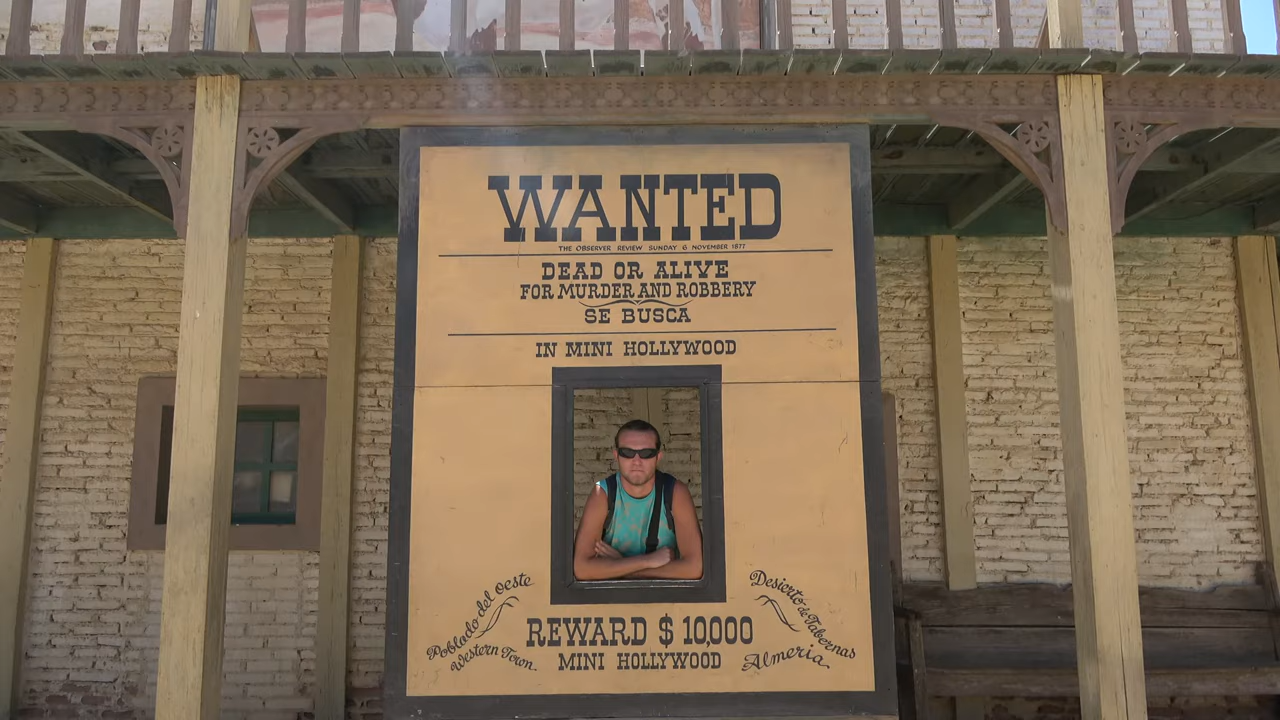 WANTED
THE OBSERVER REVIEW SUNDAY 6 NOVEMBER 1877
DEAD OR ALIVE
FOR MURDER AND ROBBERY
SE BUSCA
IN MINI HOLLYWOOD
Poblado del Oeste
Western Town
Desierto de Tabernas
Almeria
REWARD $ 10,000
MINI HOLLYWOOD